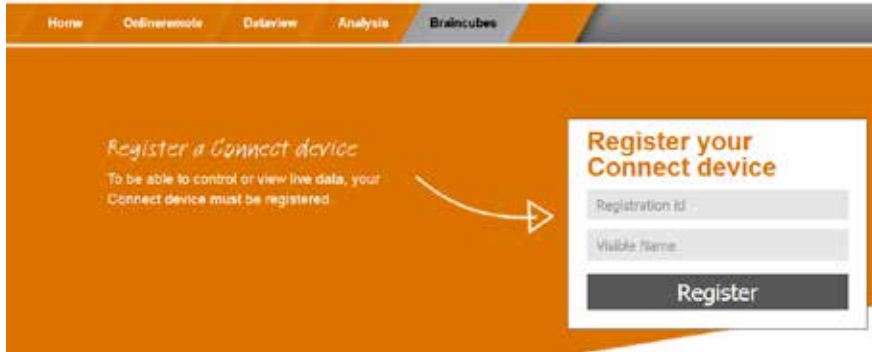 Home Onlineremote Dataview Analysis Braincubes
Register a Connect device
To be able to control or view live data, your
Connect device must be registered
Register your
Connect device
Registration Id
Visible Name
Register